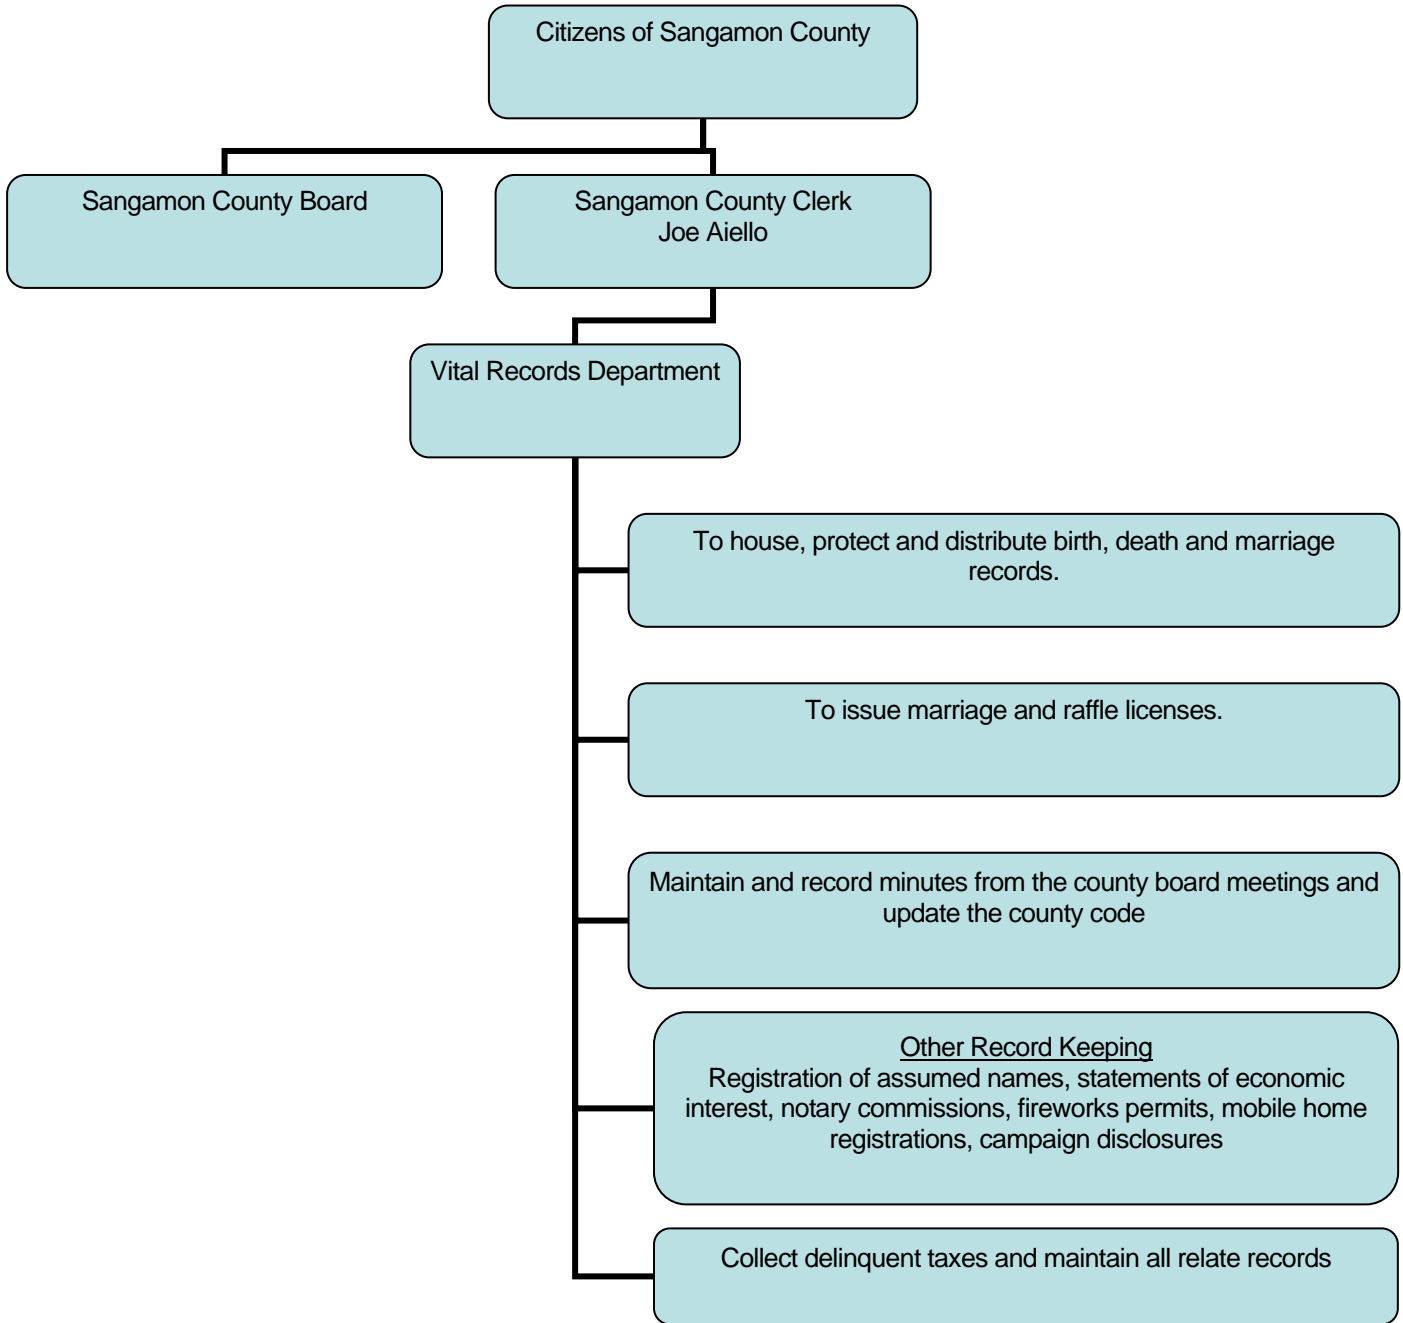 Citizens of Sangamon County
Sangamon County Board
Sangamon County Clerk
Joe Aiello
Vital Records Department
To house, protect and distribute birth, death and marriage
records.
To issue marriage and raffle licenses.
Maintain and record minutes from the county board meetings and
update the county code
Other Record Keeping
Registration of assumed names, statements of economic
interest, notary commissions, fireworks permits, mobile home
registrations, campaign disclosures
Collect delinquent taxes and maintain all relate records